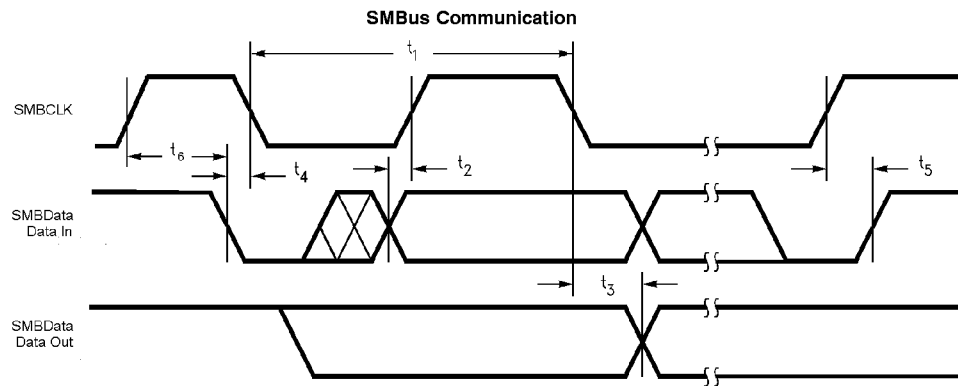 SMBus Communication
t1
SMBCLK
t6
t4
t2
t5
SMBData
Data In
t3
SMBData
Data Out